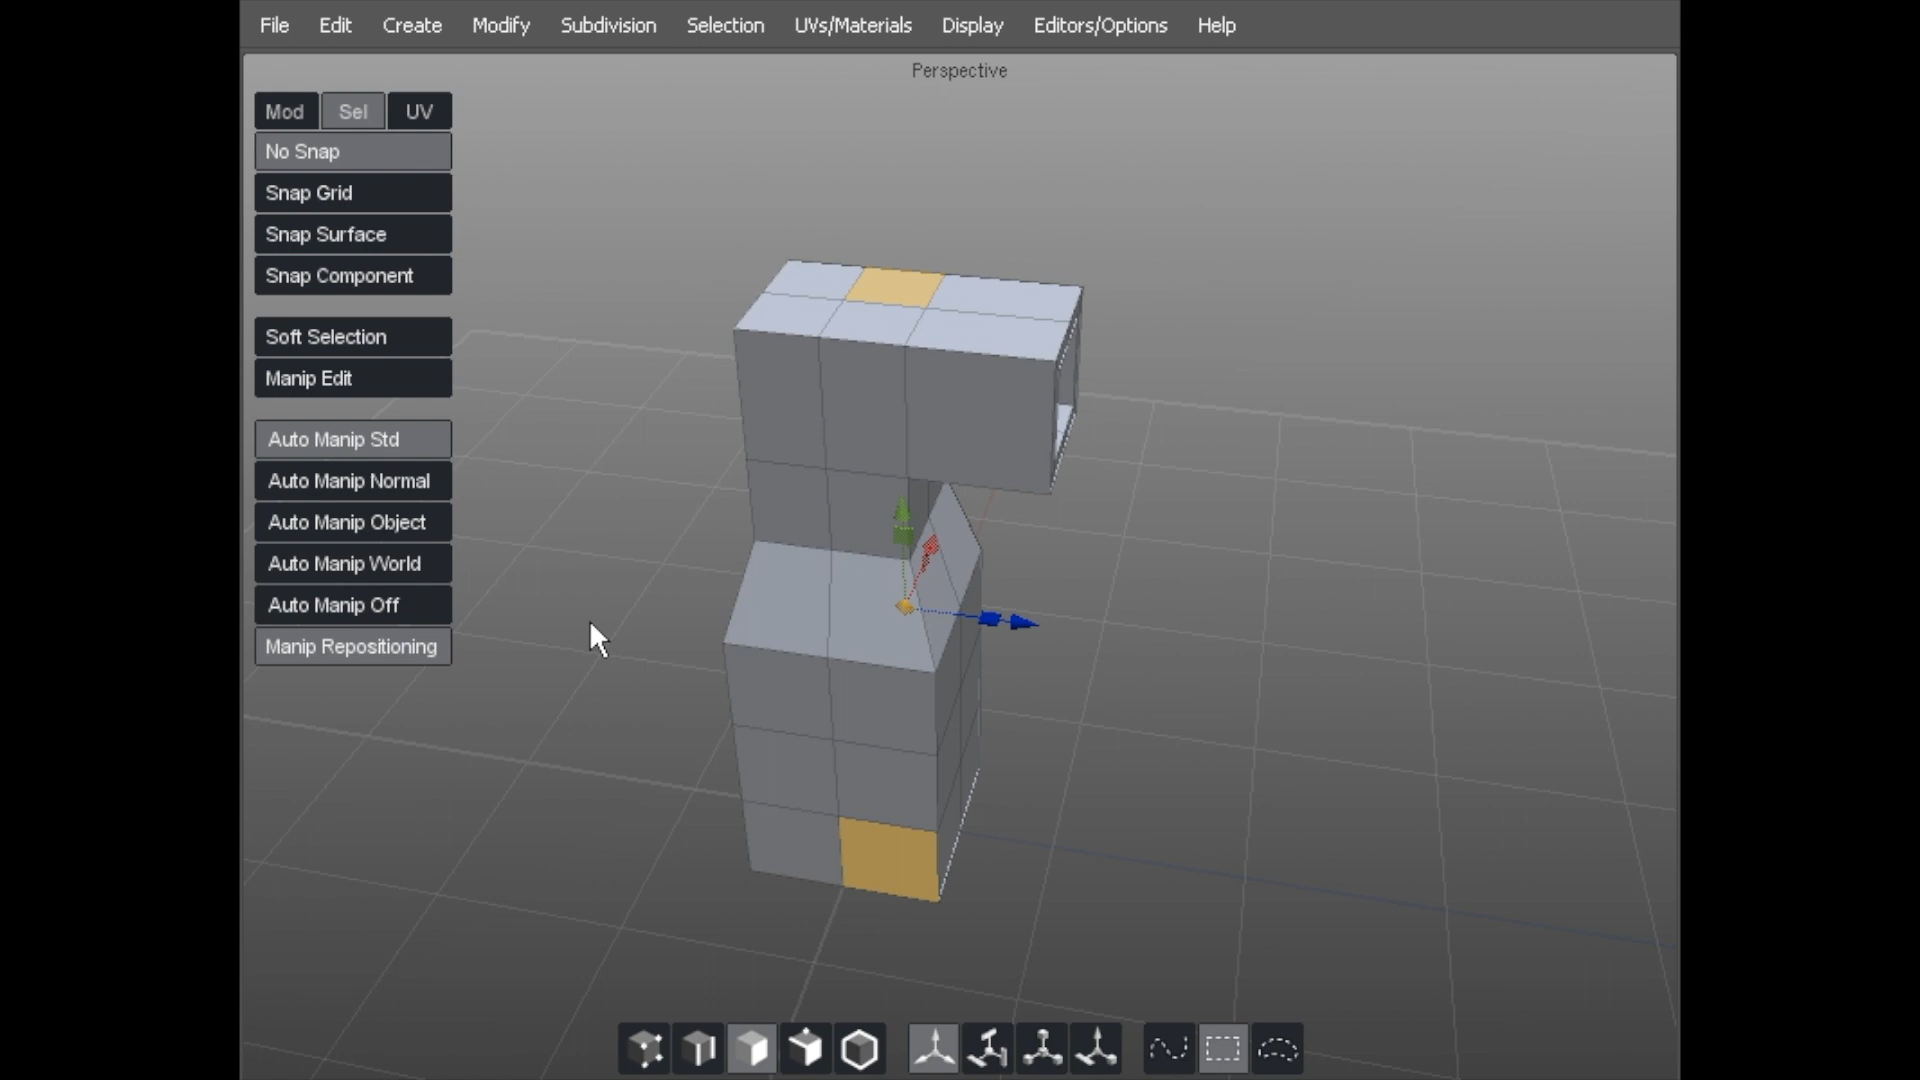 File Edit Create Modify Subdivision Selection UVs/Materials Display Editors/Options Help
Perspective
Mod Sel UV
No Snap
Snap Grid
Snap Surface
Snap Component
Soft Selection
Manip Edit
Auto Manip Std
Auto Manip Normal
Auto Manip Object
Auto Manip World
Auto Manip Off
Manip Repositioning